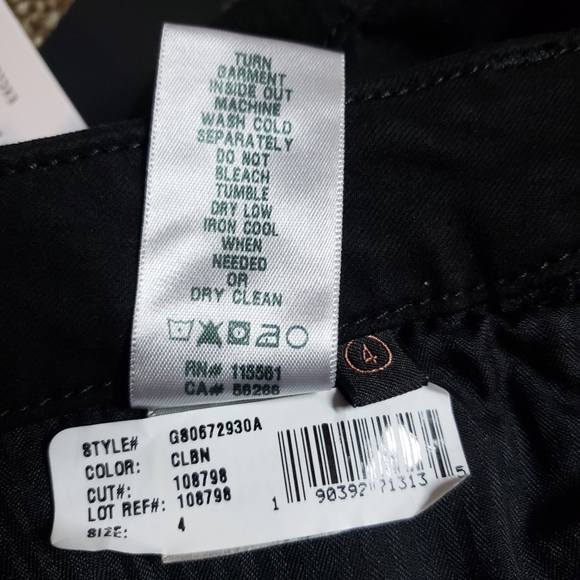 TURN
GARMENT
INSIDE OUT
MACHINE
WASH COLD
SEPARATELY
DO NOT
BLEACH
TUMBLE
DRY LOW
IRON COOL
WHEN
NEEDED
OR
DRY CLEAN
RN# 115561
CA# 56266
4
STYLE# G80672930A
COLOR: CLBN
CUT#: 108798
LOT REF#: 108798
SIZE: 4
1 90392 71313 5